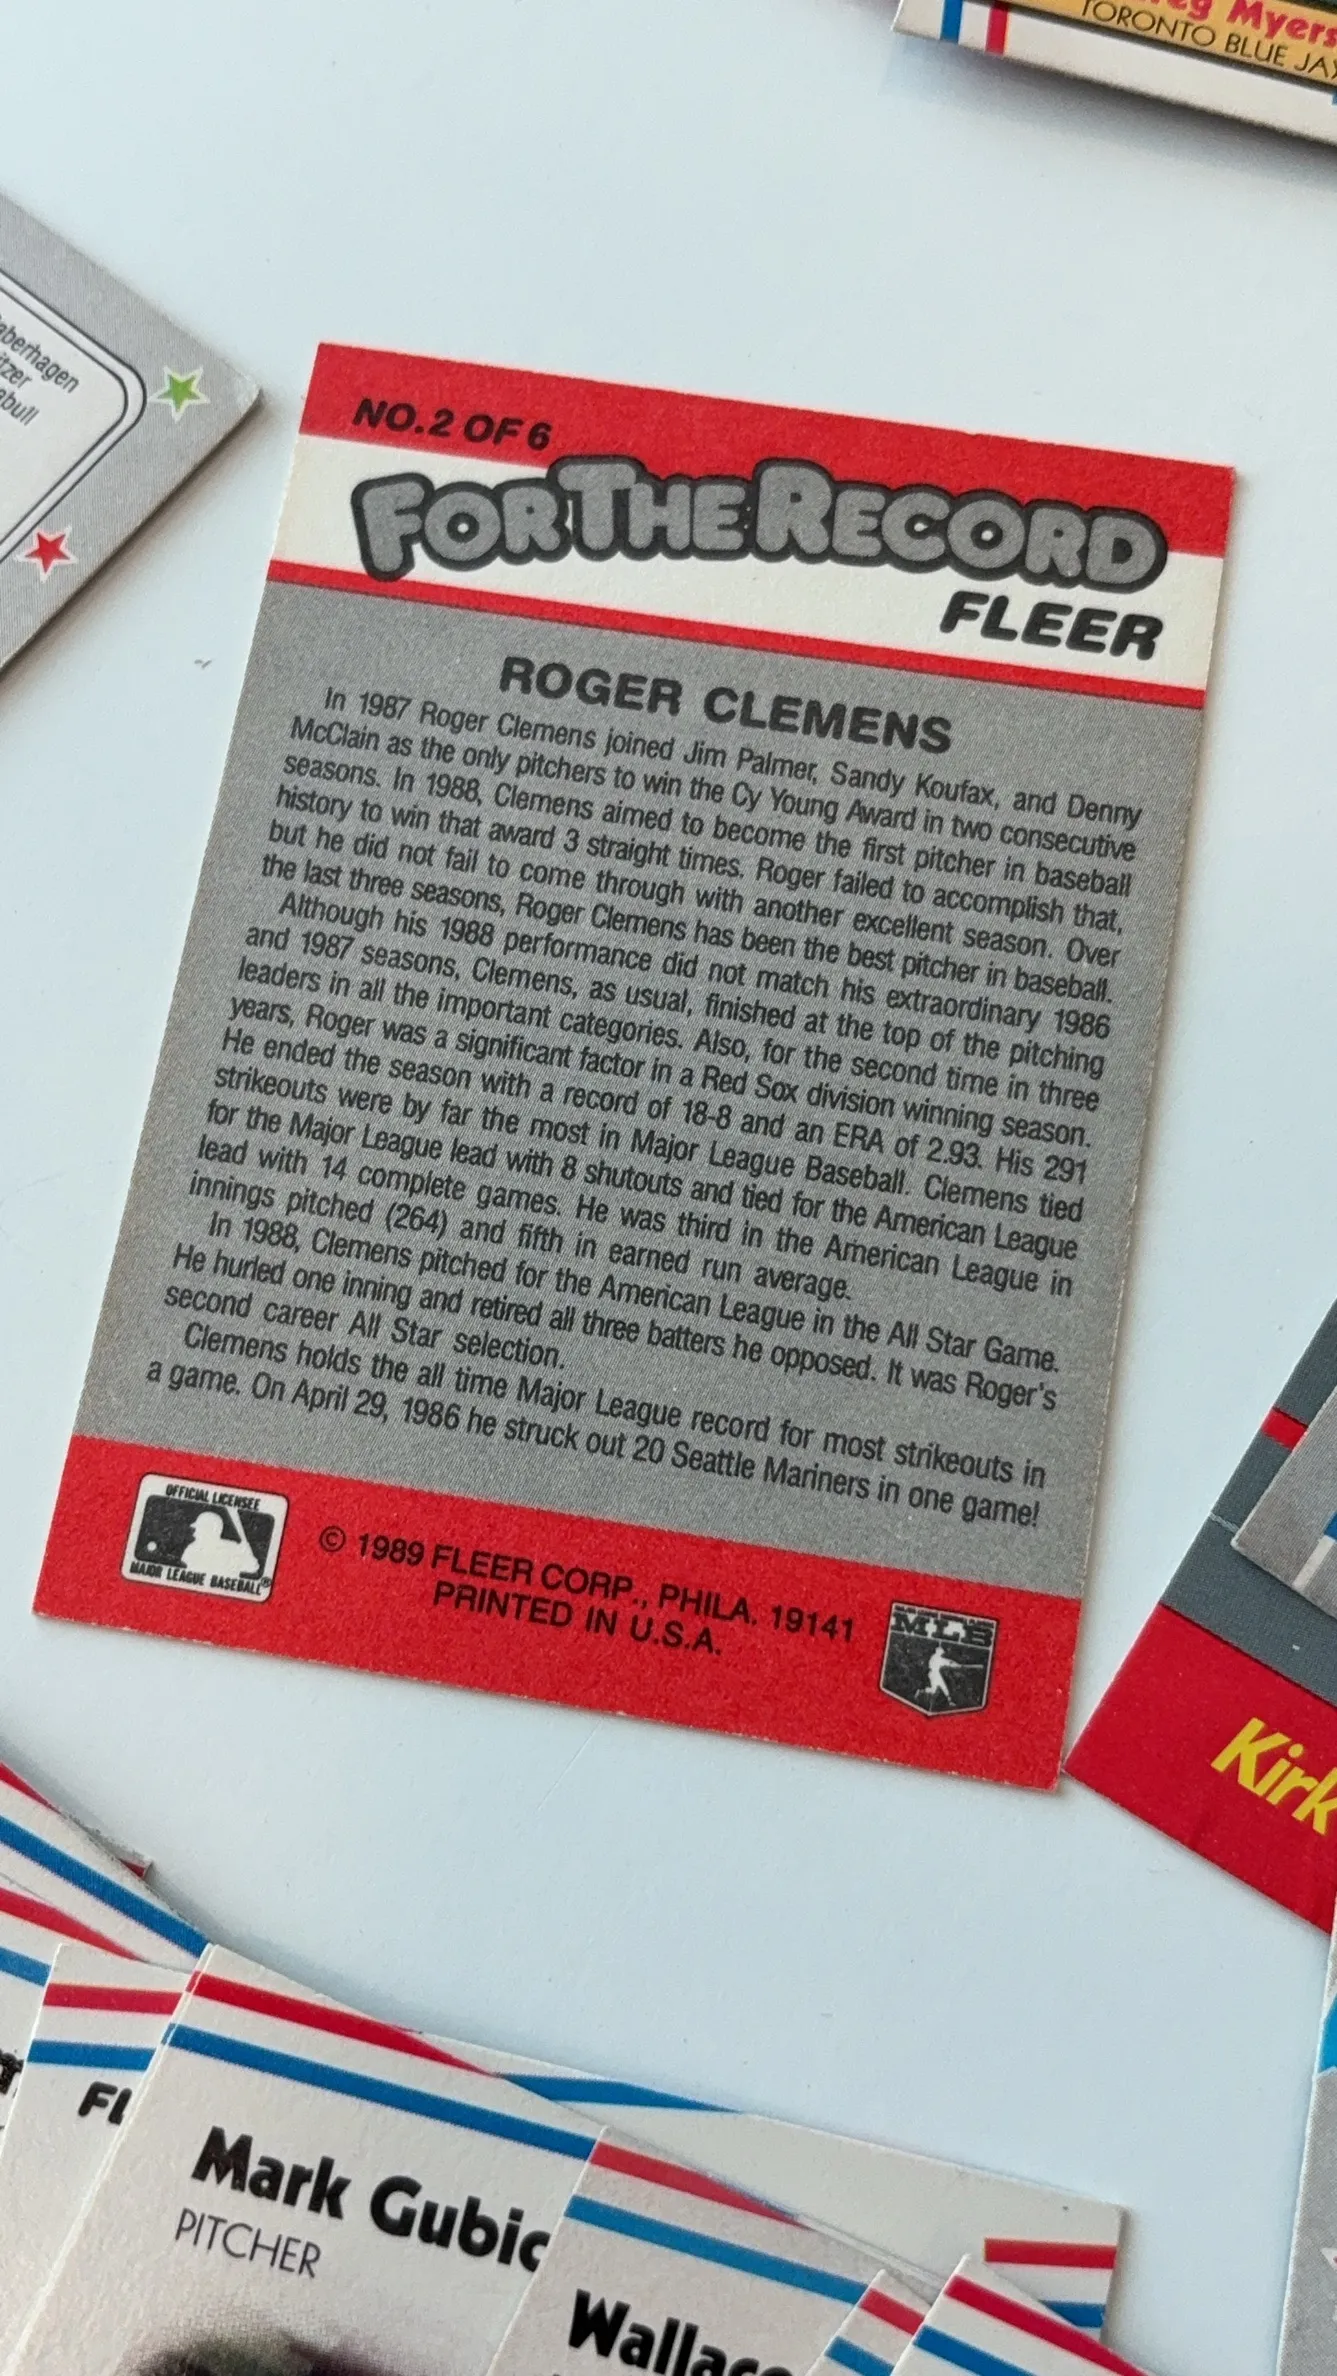 Myers
TORONTO BLUE JAY
aberhagen
NO. 2 OF 6
FOR THE RECORD
FLEER
ROGER CLEMENS
In 1987 Roger Clemens joined Jim Palmer, Sandy Koufax, and Denny
McClain as the only pitchers to win the Cy Young Award in two consecutive
seasons. In 1988, Clemens aimed to become the first pitcher in baseball
history to win that award 3 straight times. Roger failed to accomplish that,
but he did not fail to come through with another excellent season. Over
the last three seasons, Roger Clemens has been the best pitcher in baseball.
Although his 1988 performance did not match his extraordinary 1986
and 1987 seasons, Clemens, as usual, finished at the top of the pitching
leaders in all the important categories. Also, for the second time in three
years, Roger was a significant factor in a Red Sox division winning season.
He ended the season with a record of 18-8 and an ERA of 2.93. His 291
strikeouts were by far the most in Major League Baseball. Clemens tied
for the Major League lead with 8 shutouts and tied for the American League
lead with 14 complete games. He was third in the American League in
innings pitched (264) and fifth in earned run average.
In 1988, Clemens pitched for the American League in the All Star Game.
He hurled one inning and retired all three batters he opposed. It was Roger's
second career All Star selection.
Clemens holds the all time Major League record for most strikeouts in
a game. On April 29, 1986 he struck out 20 Seattle Mariners in one game!
OFFICIAL LICENSEE
MAJOR LEAGUE BASEBALL®
© 1989 FLEER CORP., PHILA. 19141
PRINTED IN U.S.A.
MLB
Kirk
FL
Mark Gubic
PITCHER
Wallac